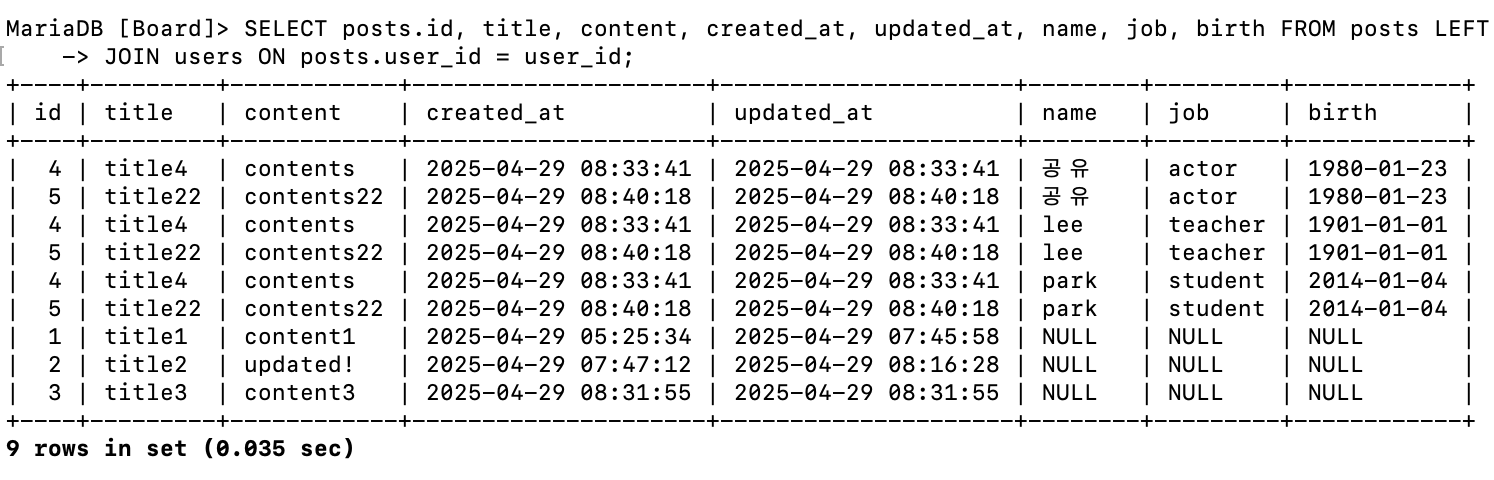 MariaDB [Board]> SELECT posts.id, title, content, created_at, updated_at, name, job, birth FROM posts LEFT
    -> JOIN users ON posts.user_id = user_id;
+----+---------+------------+---------------------+---------------------+--------+---------+------------+
| id | title   | content    | created_at          | updated_at          | name   | job     | birth      |
+----+---------+------------+---------------------+---------------------+--------+---------+------------+
|  4 | title4  | contents   | 2025-04-29 08:33:41 | 2025-04-29 08:33:41 | 공유   | actor   | 1980-01-23 |
|  5 | title22 | contents22 | 2025-04-29 08:40:18 | 2025-04-29 08:40:18 | 공유   | actor   | 1980-01-23 |
|  4 | title4  | contents   | 2025-04-29 08:33:41 | 2025-04-29 08:33:41 | lee    | teacher | 1901-01-01 |
|  5 | title22 | contents22 | 2025-04-29 08:40:18 | 2025-04-29 08:40:18 | lee    | teacher | 1901-01-01 |
|  4 | title4  | contents   | 2025-04-29 08:33:41 | 2025-04-29 08:33:41 | park   | student | 2014-01-04 |
|  5 | title22 | contents22 | 2025-04-29 08:40:18 | 2025-04-29 08:40:18 | park   | student | 2014-01-04 |
|  1 | title1  | content1   | 2025-04-29 05:25:34 | 2025-04-29 07:45:58 | NULL   | NULL    | NULL       |
|  2 | title2  | updated!   | 2025-04-29 07:47:12 | 2025-04-29 08:16:28 | NULL   | NULL    | NULL       |
|  3 | title3  | content3   | 2025-04-29 08:31:55 | 2025-04-29 08:31:55 | NULL   | NULL    | NULL       |
+----+---------+------------+---------------------+---------------------+--------+---------+------------+
9 rows in set (0.035 sec)